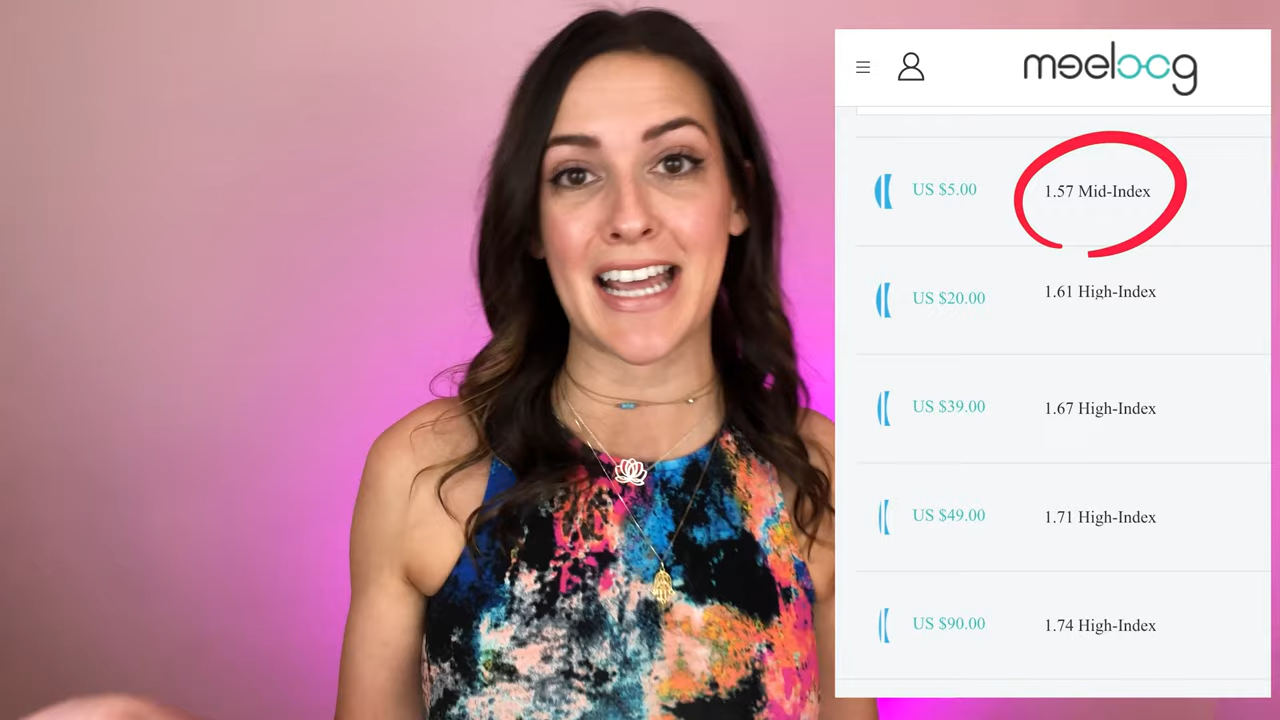 meeloog
US $5.00 1.57 Mid-Index
US $20.00 1.61 High-Index
US $39.00 1.67 High-Index
US $49.00 1.71 High-Index
US $90.00 1.74 High-Index